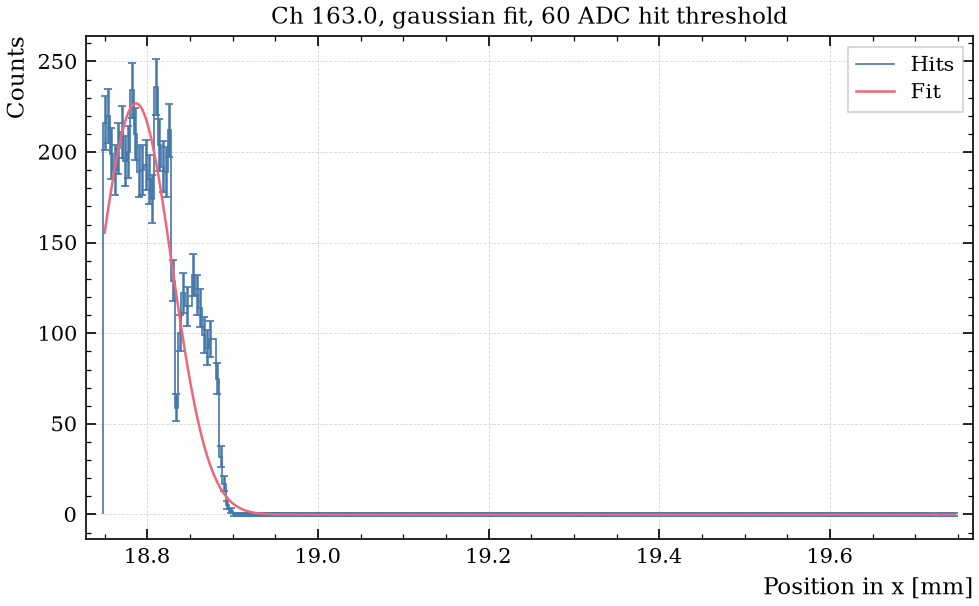 Ch 163.0, gaussian fit, 60 ADC hit threshold
Counts
250
200
150
100
50
0
Hits
Fit
18.8
19.0
19.2
19.4
19.6
Position in x [mm]